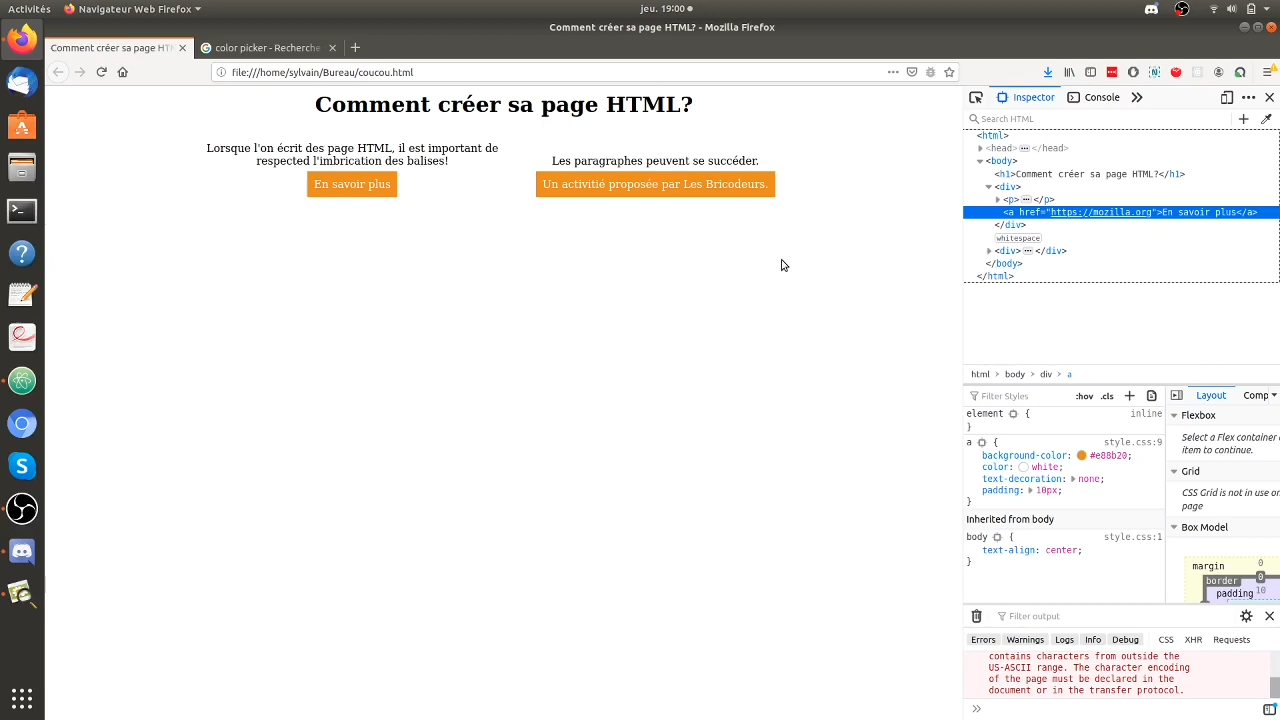 Activités
Navigateur Web Firefox
jeu. 19:00
Comment créer sa page HTML? - Mozilla Firefox
Comment créer sa page HTM
color picker - Recherche
file:///home/sylvain/Bureau/coucou.html
Comment créer sa page HTML?
Lorsque l'on écrit des page HTML, il est important de
respected l'imbrication des balises!
En savoir plus
Les paragraphes peuvent se succéder.
Un activitié proposée par Les Bricodeurs.
Inspector
Console
Search HTML
<html>
<head> </head>
<body>
<h1>Comment créer sa page HTML?</h1>
<div>
<p> </p>
<a href="https://mozilla.org">En savoir plus</a>
</div>
whitespace
<div> </div>
</body>
</html>
html > body > div > a
Filter Styles
:hov .cls
element { inline
}
a { style.css:9
background-color: #e88b20;
color: white;
text-decoration: none;
padding: 10px;
}
Inherited from body
body { style.css:1
text-align: center;
}
Layout
Comp
Flexbox
Select a Flex container
item to continue.
Grid
CSS Grid is not in use on
page
Box Model
margin 0
border 0
padding 10
Filter output
Errors Warnings Logs Info Debug CSS XHR Requests
contains characters from outside the
US-ASCII range. The character encoding
of the page must be declared in the
document or in the transfer protocol.